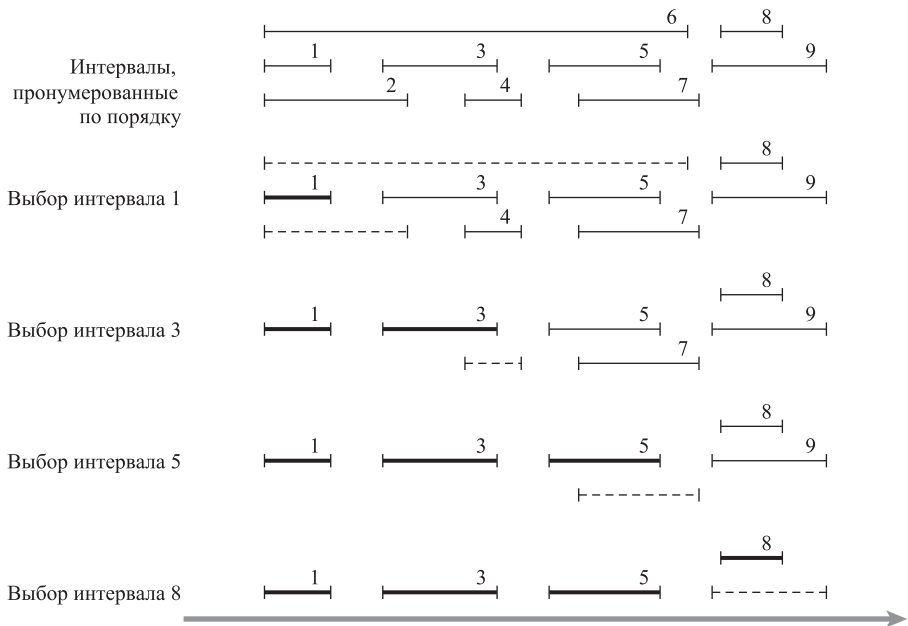 6 8
1 3 5 9
Интервалы,
пронумерованные
по порядку
2 4 7
8
Выбор интервала 1
1 3 5 9
4 7
8
Выбор интервала 3
1 3 5 9
7
8
Выбор интервала 5
1 3 5 9
8
Выбор интервала 8
1 3 5